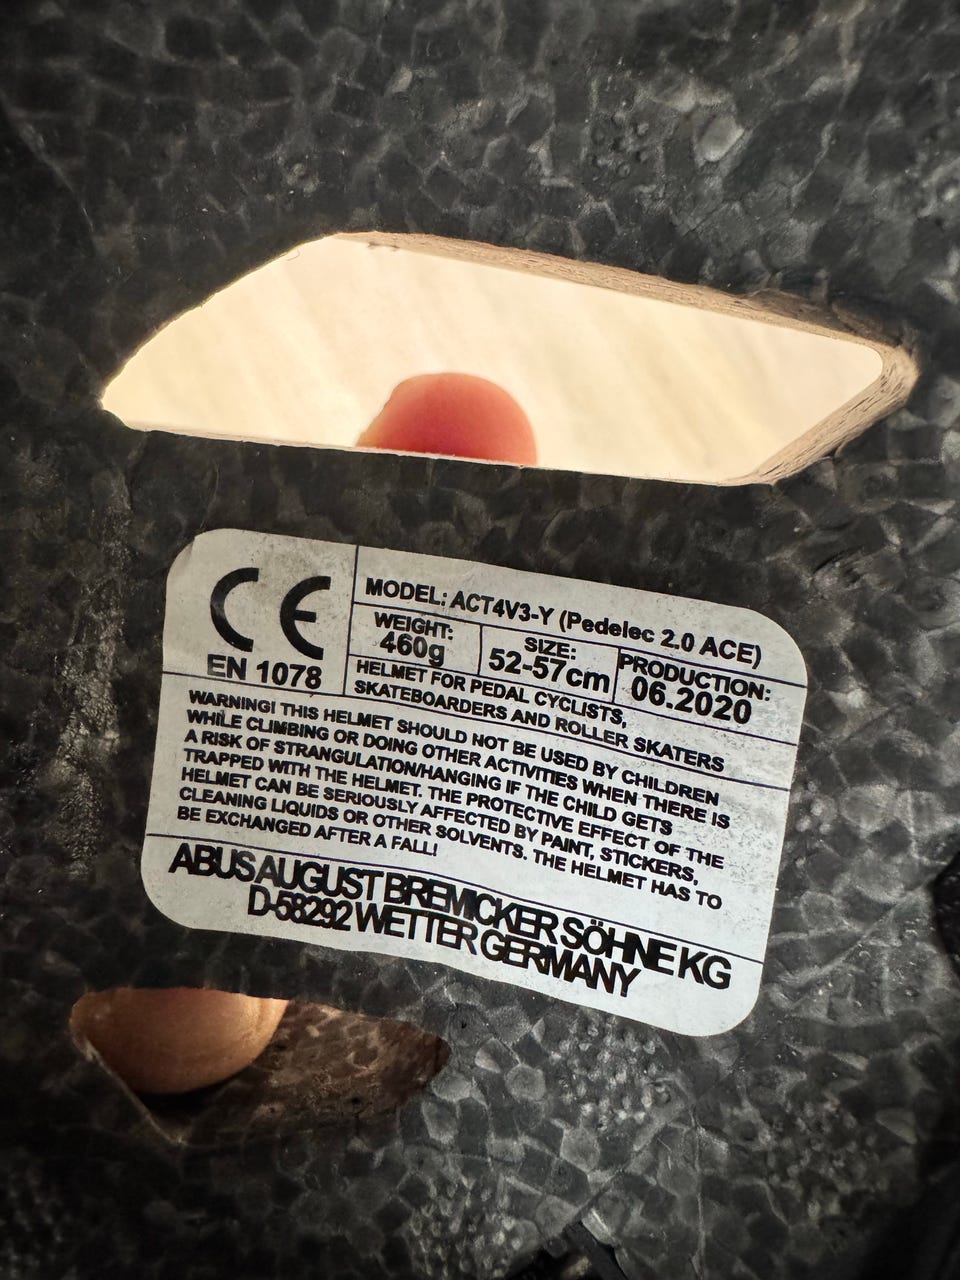 CE
EN 1078
MODEL: ACT4V3-Y (Pedelec 2.0 ACE)
WEIGHT:
460g
SIZE:
52-57cm
PRODUCTION:
06.2020
HELMET FOR PEDAL CYCLISTS,
SKATEBOARDERS AND ROLLER SKATERS
WARNING! THIS HELMET SHOULD NOT BE USED BY CHILDREN
WHILE CLIMBING OR DOING OTHER ACTIVITIES WHEN THERE IS
A RISK OF STRANGULATION/HANGING IF THE CHILD GETS
TRAPPED WITH THE HELMET. THE PROTECTIVE EFFECT OF THE
HELMET CAN BE SERIOUSLY AFFECTED BY PAINT, STICKERS,
CLEANING LIQUIDS OR OTHER SOLVENTS. THE HELMET HAS TO
BE EXCHANGED AFTER A FALL!
ABUS AUGUST BREMICKER SÖHNE KG
D-58292 WETTER GERMANY